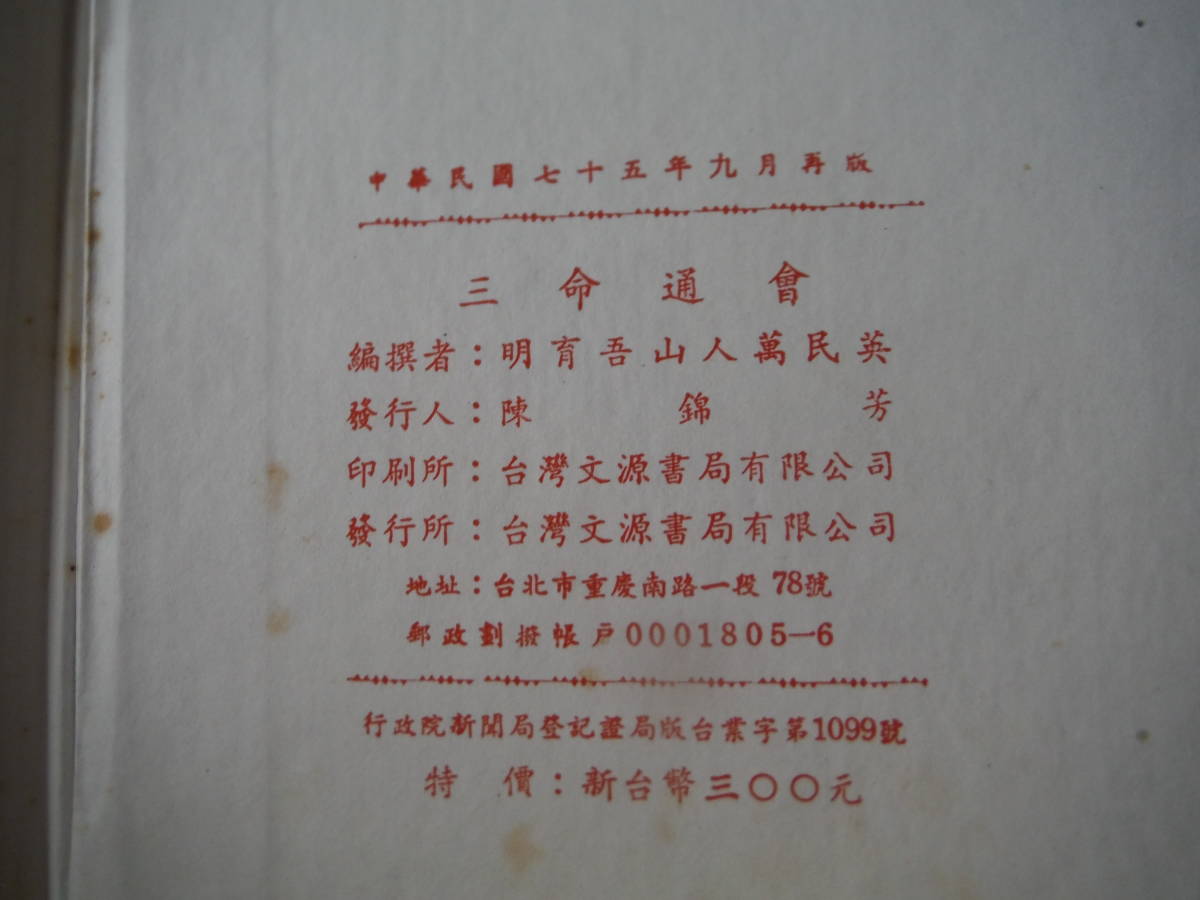 中華民國七十五年九月再版
三命通會
編撰者：明育吾山人萬民英
發行人：陳錦芳
印刷所：台灣文源書局有限公司
發行所：台灣文源書局有限公司
地址：台北市重慶南路一段78號
郵政劃撥帳戶0001805—6
行政院新聞局登記證局版台業字第1099號
特價：新台幣三〇〇元